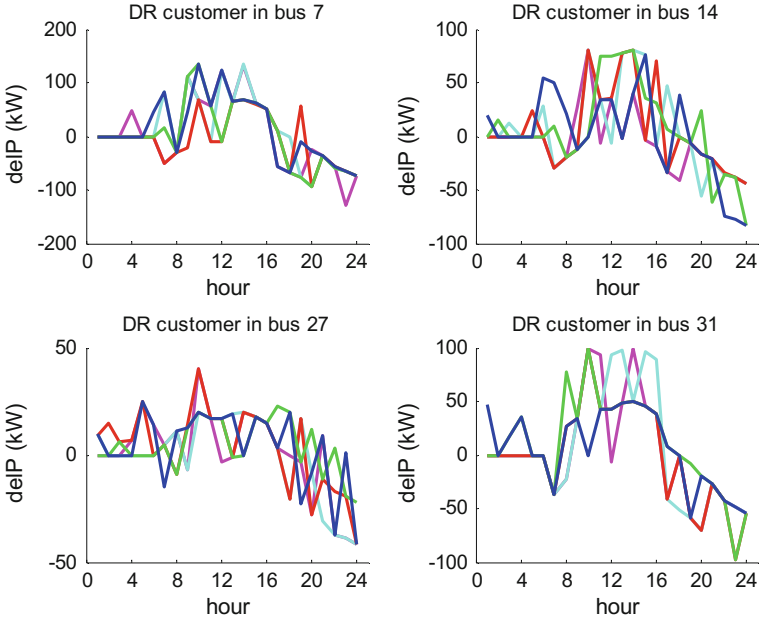 DR customer in bus 7
200
100
0
-100
-200
delP (kW)
0 4 8 12 16 20 24
hour
DR customer in bus 14
100
50
0
-50
-100
delP (kW)
0 4 8 12 16 20 24
hour
DR customer in bus 27
50
0
-50
delP (kW)
0 4 8 12 16 20 24
hour
DR customer in bus 31
100
50
0
-50
-100
delP (kW)
0 4 8 12 16 20 24
hour